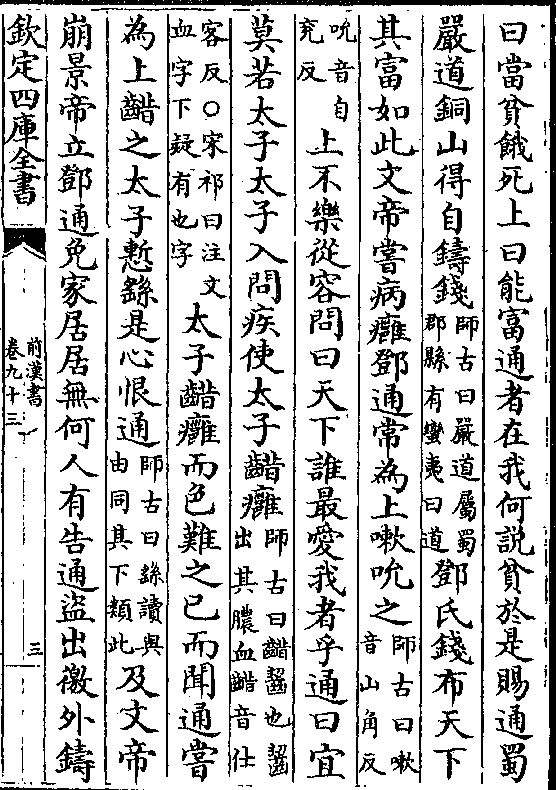 曰當貧餓死上曰能富通者在我何說貧於是賜通蜀
嚴道銅山得自鑄錢師古曰嚴道屬蜀郡縣有蠻夷曰道鄧氏錢布天下
其富如此文帝嘗病癰鄧通常為上嗽吮之師古曰嗽音山角反
吮音自兖反上不樂從容問曰天下誰最愛我者乎通曰宜
莫若太子太子入問疾使太子齰癰師古曰齰齧也齧出其膿血齰音仕
客反○宋祁曰注文血字下疑有也字太子齰癰而色難之已而聞通嘗
為上齰之太子慙繇是心恨通師古曰繇讀與由同其下類此及文帝
崩景帝立鄧通免家居居無何人有告通盜出徼外鑄
欽定四庫全書
前漢書
卷九十三
三